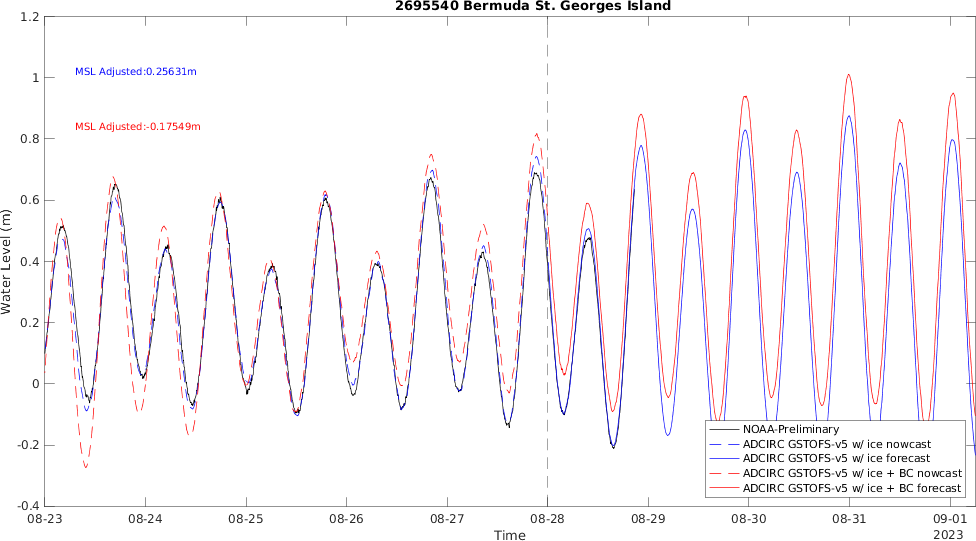 2695540 Bermuda St. Georges Island
1.2
1
0.8
0.6
0.4
0.2
0
-0.2
-0.4
Water Level (m)
MSL Adjusted:0.25631m
MSL Adjusted:-0.17549m
NOAA-Preliminary
ADCIRC GSTOFS-v5 w/ ice nowcast
ADCIRC GSTOFS-v5 w/ ice forecast
ADCIRC GSTOFS-v5 w/ ice + BC nowcast
ADCIRC GSTOFS-v5 w/ ice + BC forecast
08-23 08-24 08-25 08-26 08-27 08-28 08-29 08-30 08-31 09-01
Time
2023